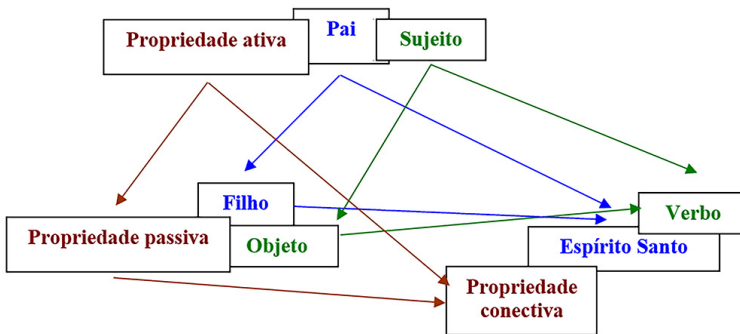 Propriedade ativa
Pai
Sujeito
Filho
Verbo
Propriedade passiva
Objeto
Espírito Santo
Propriedade
conectiva